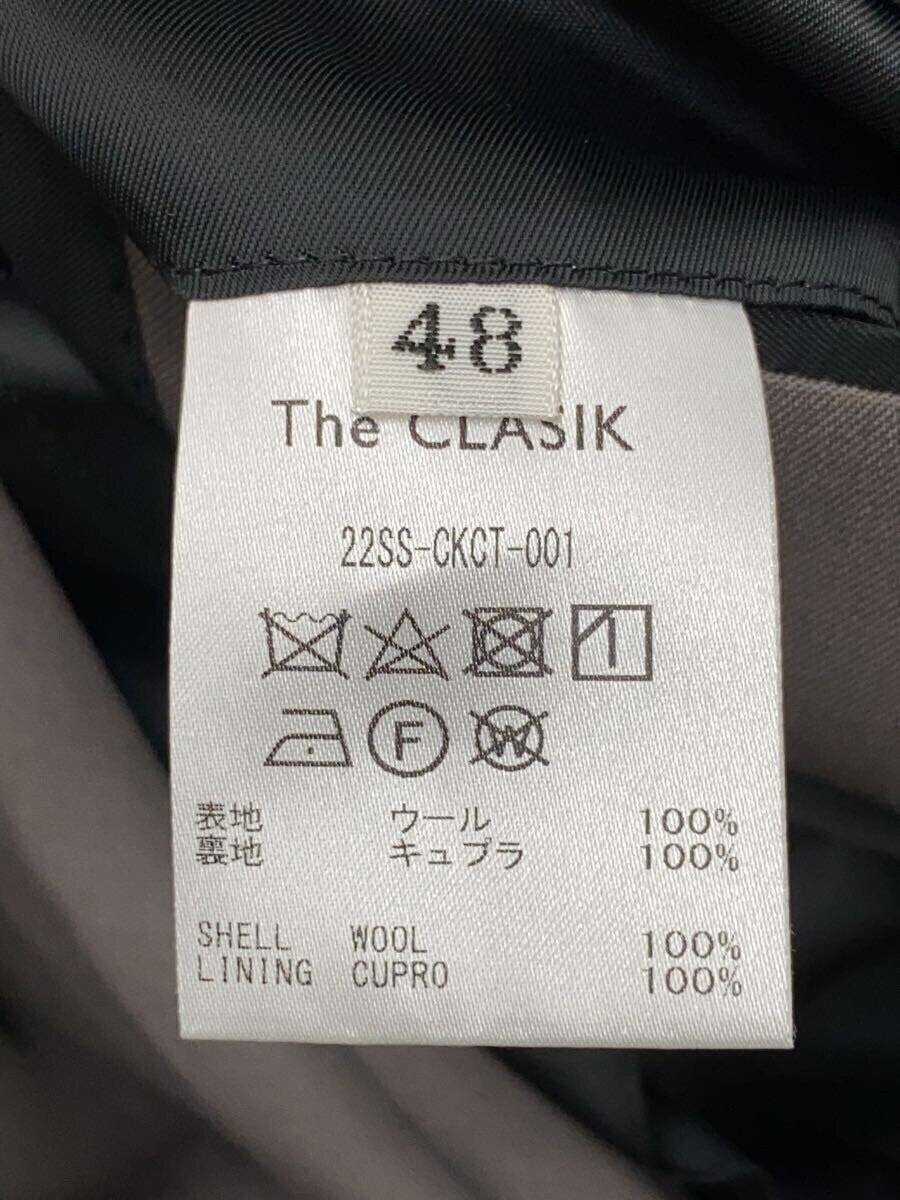 48
The CLASIK
22SS-CKCT-001
F W
表地 ウール 100%
裏地 キュプラ 100%
SHELL WOOL 100%
LINING CUPRO 100%